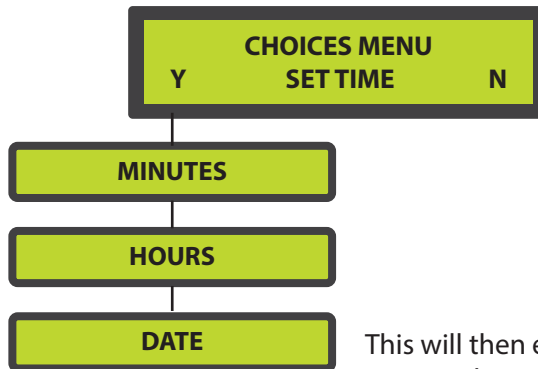 CHOICES MENU
Y SET TIME N
MINUTES
HOURS
DATE
This will then